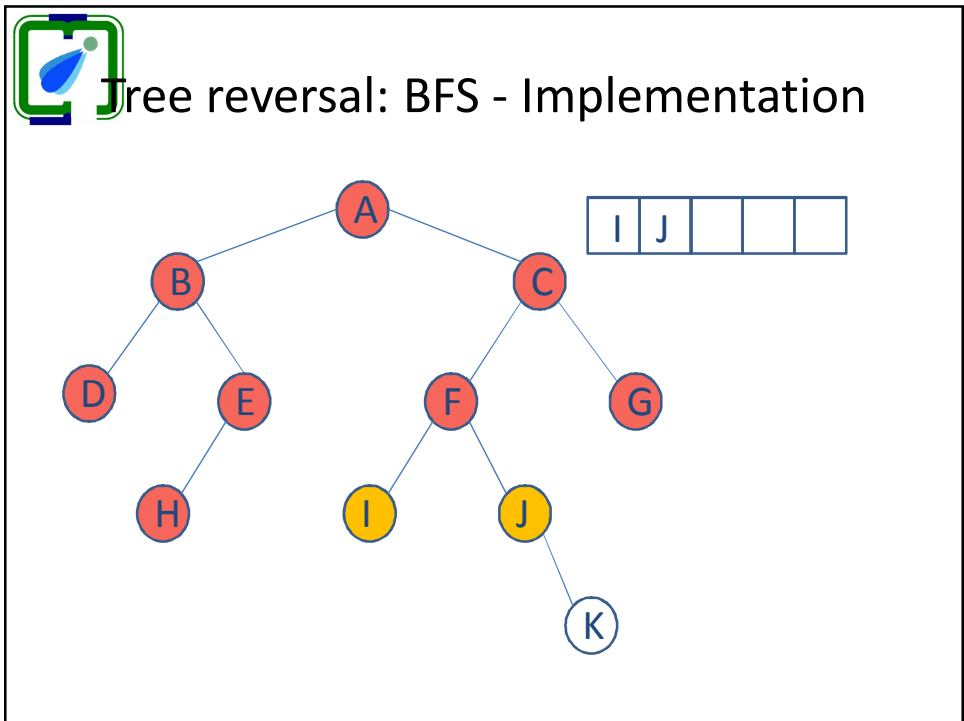 Tree reversal: BFS - Implementation
A
I J
B C
D E F G
H I J
K